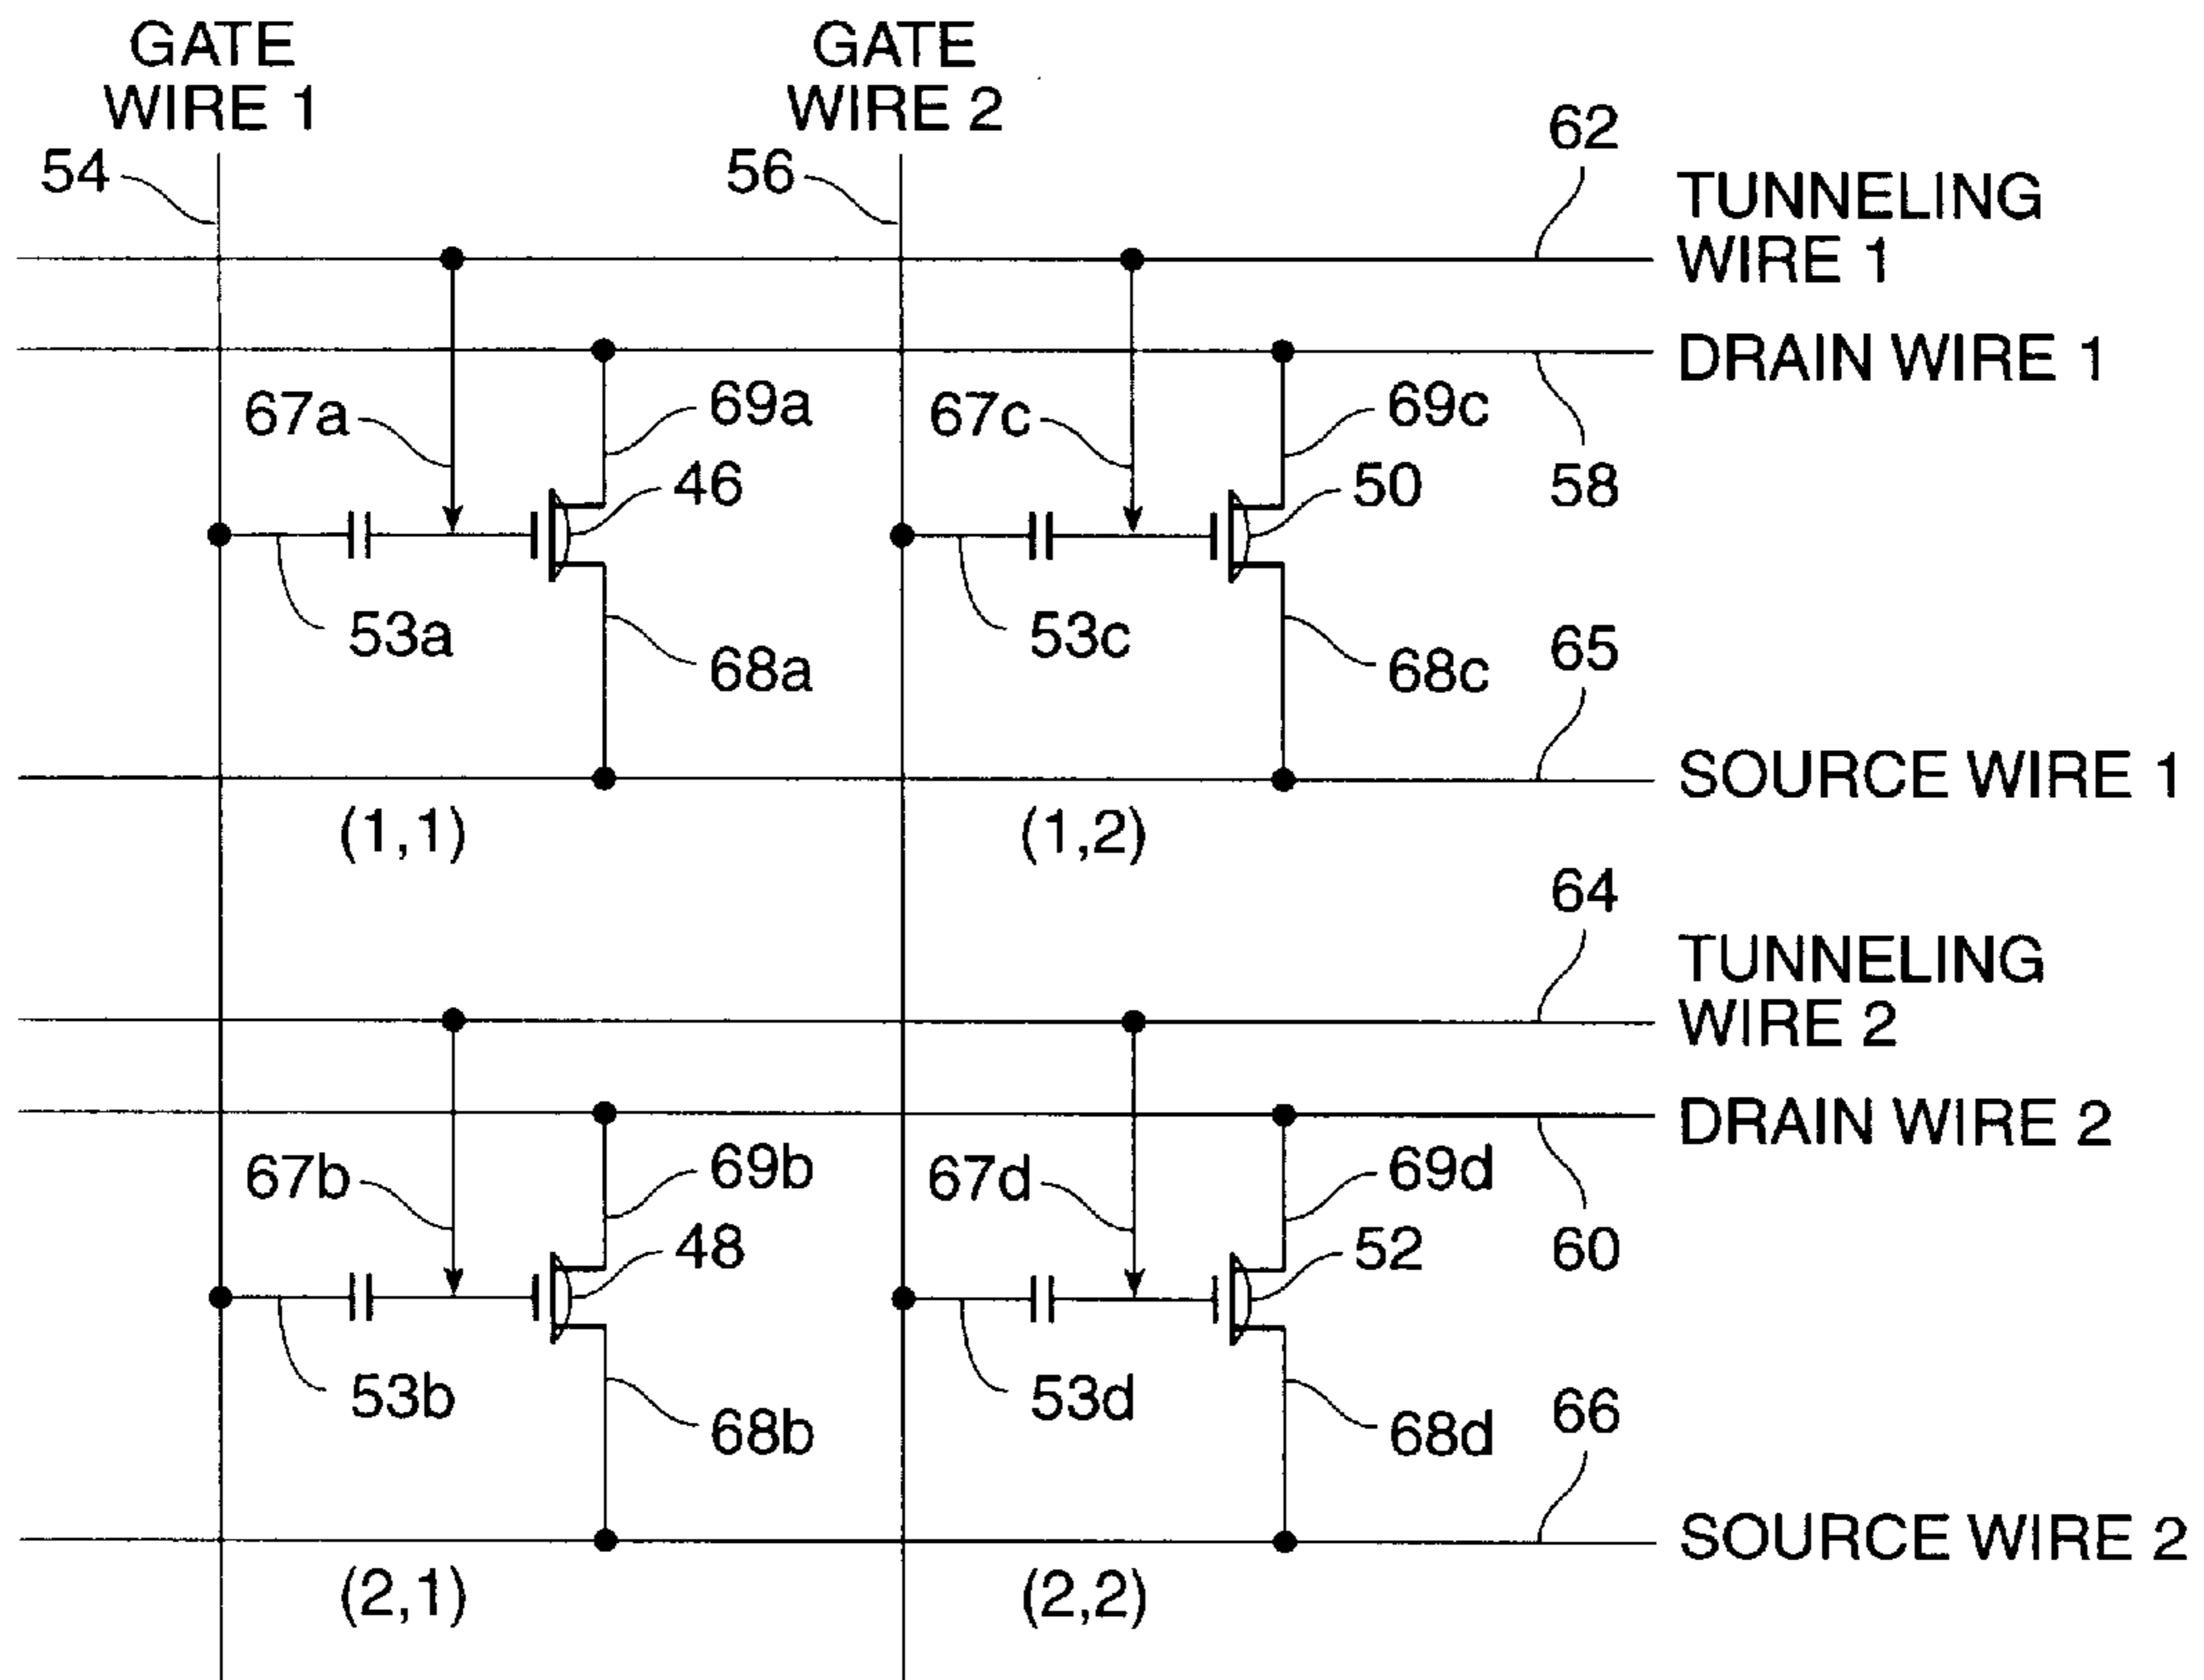 GATE
WIRE 1
GATE
WIRE 2
54
56
62
TUNNELING
WIRE 1
DRAIN WIRE 1
67a
69a
67c
69c
46
50
58
53a
53c
65
68a
68c
SOURCE WIRE 1
(1,1)
(1,2)
64
TUNNELING
WIRE 2
DRAIN WIRE 2
67b
69b
67d
69d
48
52
60
53b
53d
66
68b
68d
SOURCE WIRE 2
(2,1)
(2,2)